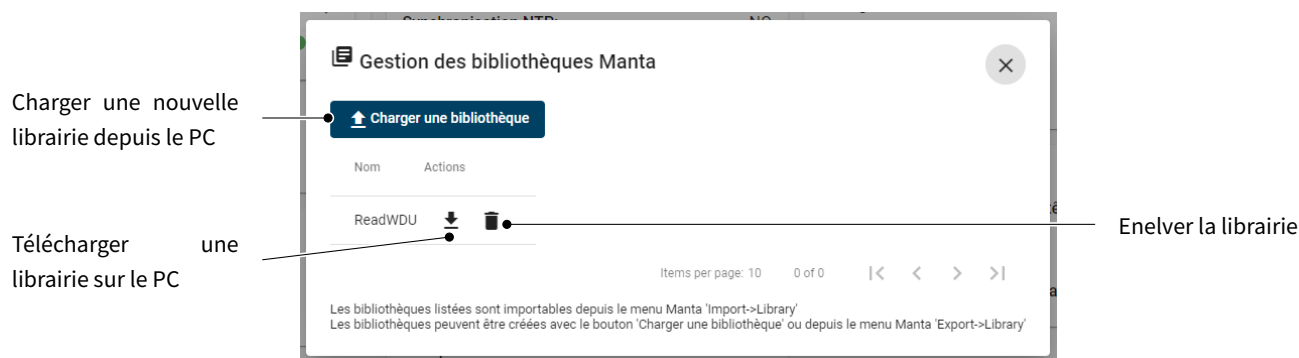 Synchronisation NTP: NO
Gestion des bibliothèques Manta
Charger une nouvelle
librairie depuis le PC
Charger une bibliothèque
Nom Actions
ReadWDU
Enelver la librairie
Télécharger une
librairie sur le PC
Items per page: 10 0 of 0
Les bibliothèques listées sont importables depuis le menu Manta 'Import->Library'
Les bibliothèques peuvent être créées avec le bouton 'Charger une bibliothèque' ou depuis le menu Manta 'Export->Library'